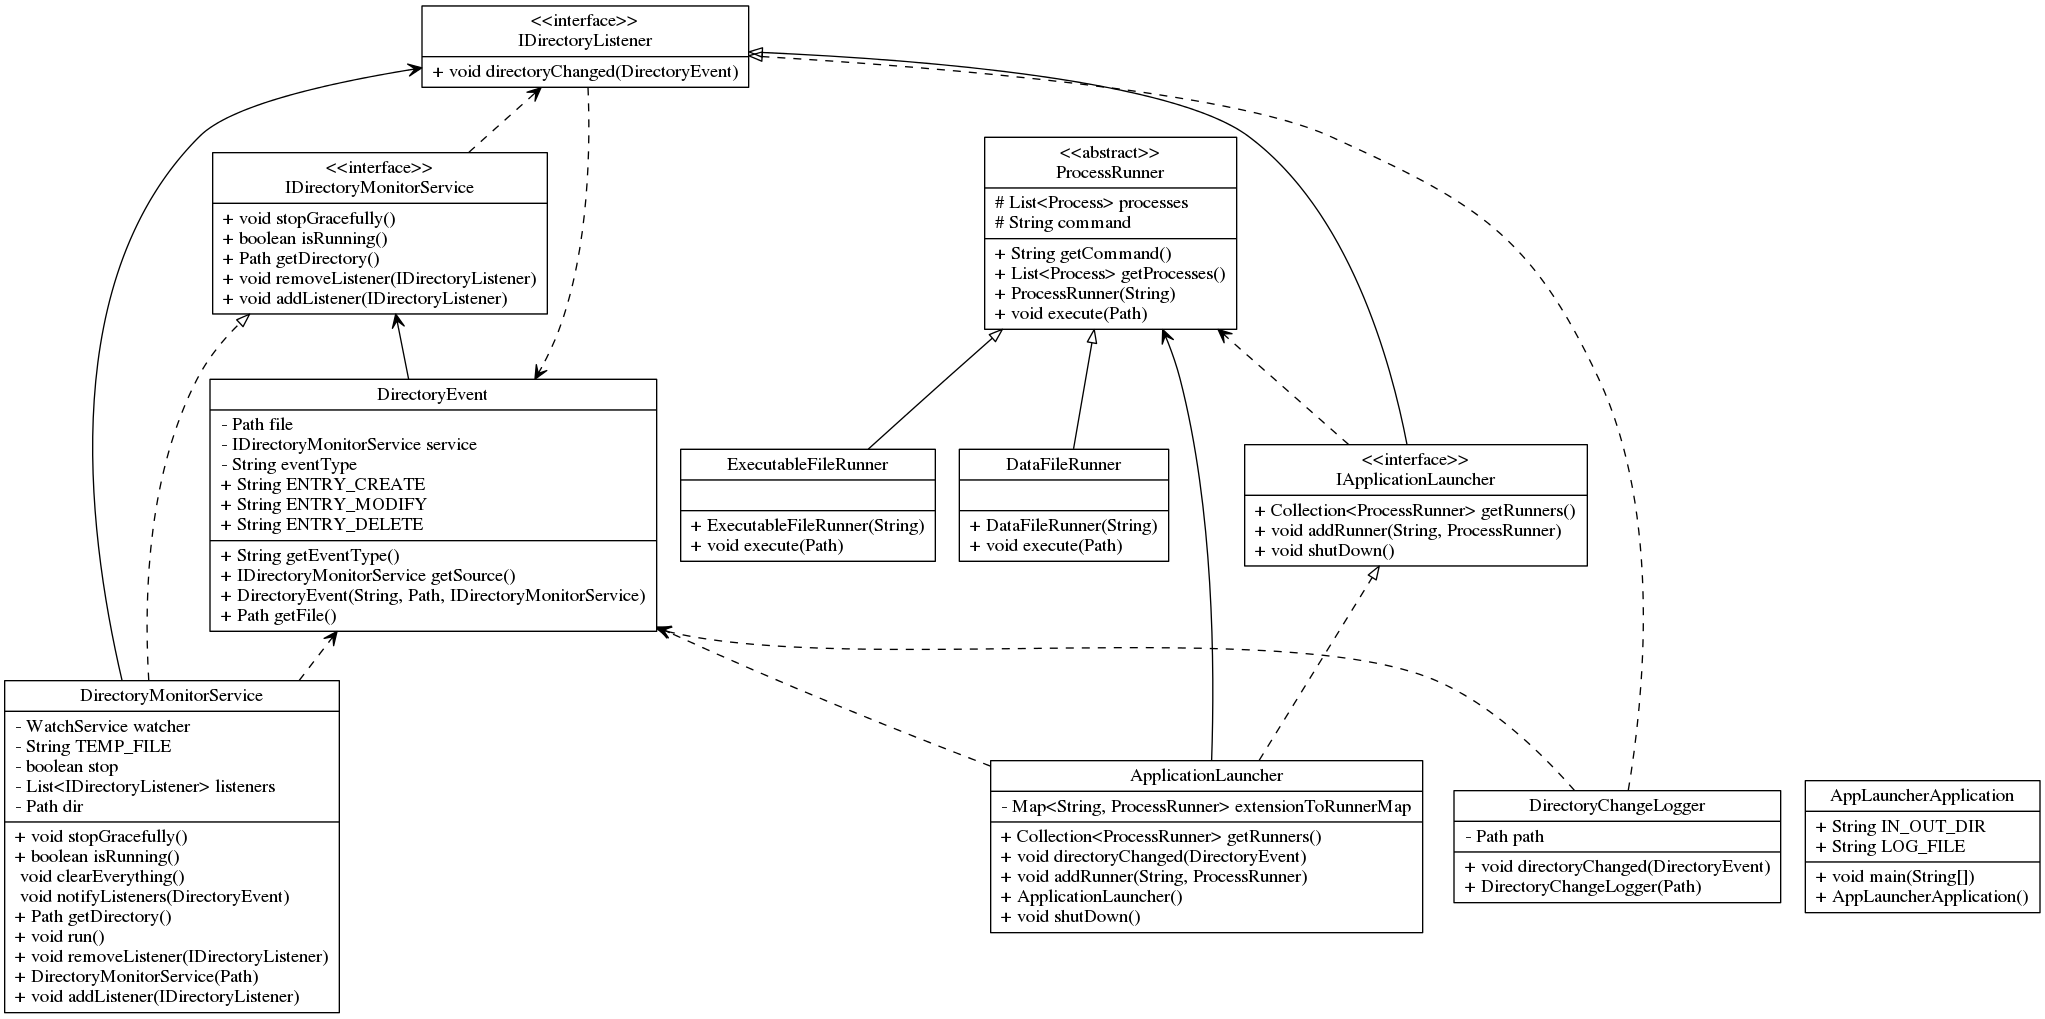 <<interface>>
IDirectoryListener
+ void directoryChanged(DirectoryEvent)
<<interface>>
IDirectoryMonitorService
+ void stopGracefully()
+ boolean isRunning()
+ Path getDirectory()
+ void removeListener(IDirectoryListener)
+ void addListener(IDirectoryListener)
<<abstract>>
ProcessRunner
# List<Process> processes
# String command
+ String getCommand()
+ List<Process> getProcesses()
+ ProcessRunner(String)
+ void execute(Path)
DirectoryEvent
- Path file
- IDirectoryMonitorService service
- String eventType
+ String ENTRY_CREATE
+ String ENTRY_MODIFY
+ String ENTRY_DELETE
+ String getEventType()
+ IDirectoryMonitorService getSource()
+ DirectoryEvent(String, Path, IDirectoryMonitorService)
+ Path getFile()
ExecutableFileRunner
+ ExecutableFileRunner(String)
+ void execute(Path)
DataFileRunner
+ DataFileRunner(String)
+ void execute(Path)
<<interface>>
IApplicationLauncher
+ Collection<ProcessRunner> getRunners()
+ void addRunner(String, ProcessRunner)
+ void shutDown()
DirectoryMonitorService
- WatchService watcher
- String TEMP_FILE
- boolean stop
- List<IDirectoryListener> listeners
- Path dir
+ void stopGracefully()
+ boolean isRunning()
void clearEverything()
void notifyListeners(DirectoryEvent)
+ Path getDirectory()
+ void run()
+ void removeListener(IDirectoryListener)
+ DirectoryMonitorService(Path)
+ void addListener(IDirectoryListener)
ApplicationLauncher
- Map<String, ProcessRunner> extensionToRunnerMap
+ Collection<ProcessRunner> getRunners()
+ void directoryChanged(DirectoryEvent)
+ void addRunner(String, ProcessRunner)
+ ApplicationLauncher()
+ void shutDown()
DirectoryChangeLogger
- Path path
+ void directoryChanged(DirectoryEvent)
+ DirectoryChangeLogger(Path)
AppLauncherApplication
+ String IN_OUT_DIR
+ String LOG_FILE
+ void main(String[])
+ AppLauncherApplication()